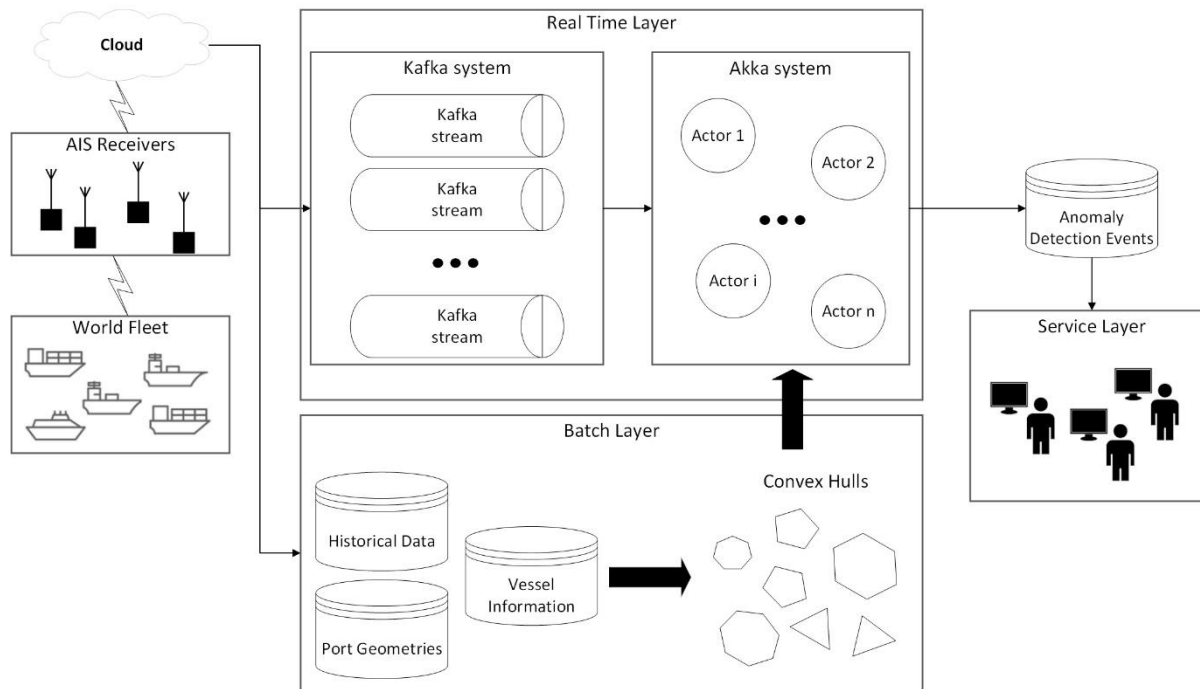 Cloud
AIS Receivers
World Fleet
Real Time Layer
Kafka system
Kafka
stream
Kafka
stream
Kafka
stream
Akka system
Actor 1
Actor 2
Actor i
Actor n
Anomaly
Detection Events
Service Layer
Batch Layer
Historical Data
Port Geometries
Vessel
Information
Convex Hulls